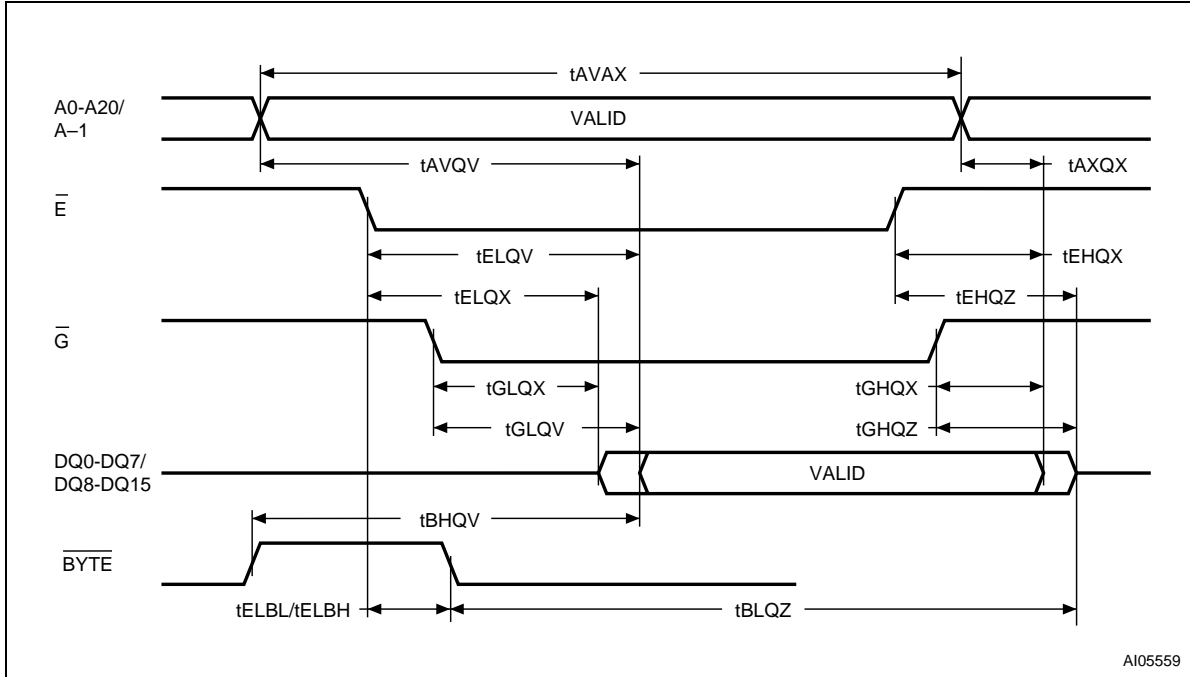 tAVAX
A0-A20/
A–1
VALID
tAVQV
tAXQX
E
tELQV
tEHQX
tELQX
tEHQZ
G
tGLQX
tGHQX
tGLQV
tGHQZ
DQ0-DQ7/
DQ8-DQ15
VALID
tBHQV
BYTE
tELBL/tELBH
tBLQZ
AI05559